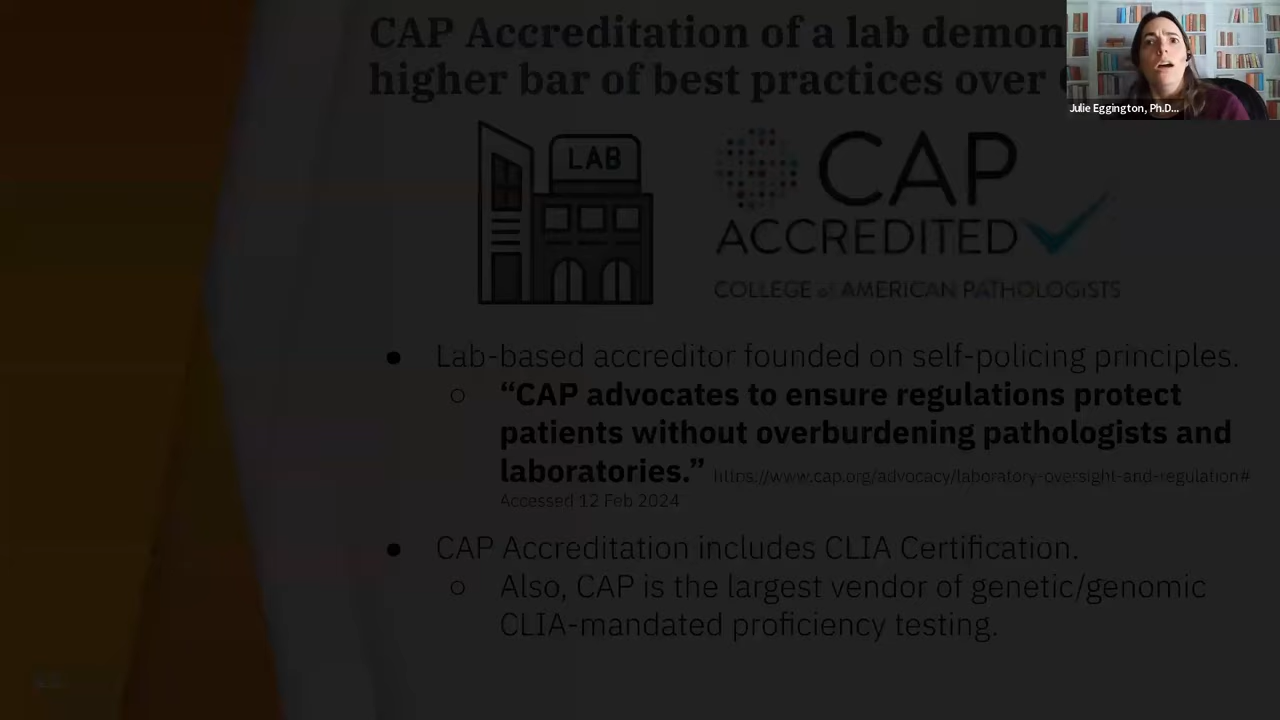 CAP Accreditation of a lab demon
higher bar of best practices over
Julie Eggington, Ph.D...
LAB
CAP
ACCREDITED
COLLEGE of AMERICAN PATHOLOGISTS
● Lab-based accreditor founded on self-policing principles.
○ “CAP advocates to ensure regulations protect
patients without overburdening pathologists and
laboratories.” https://www.cap.org/advocacy/laboratory-oversight-and-regulation#
Accessed 12 Feb 2024
● CAP Accreditation includes CLIA Certification.
○ Also, CAP is the largest vendor of genetic/genomic
CLIA-mandated proficiency testing.